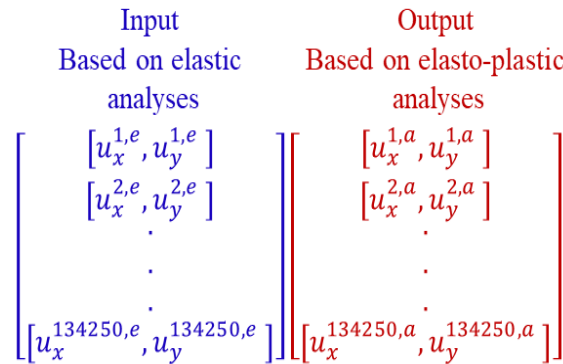 Input
Based on elastic
analyses
[u_x^{1,e}, u_y^{1,e}]
[u_x^{2,e}, u_y^{2,e}]
.
.
.
[u_x^{134250,e}, u_y^{134250,e}]
Output
Based on elasto-plastic
analyses
[u_x^{1,a}, u_y^{1,a}]
[u_x^{2,a}, u_y^{2,a}]
.
.
.
[u_x^{134250,a}, u_y^{134250,a}]